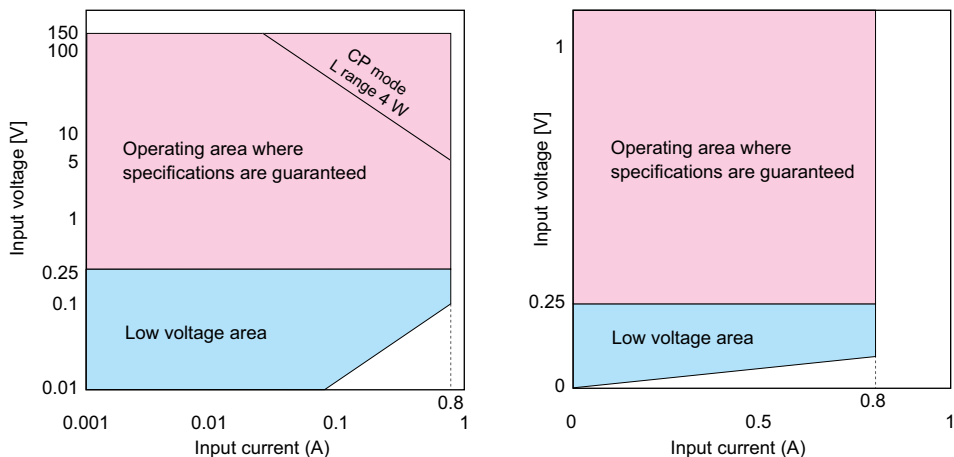 Input voltage [V]
150
100
10
5
1
0.25
0.1
0.01
CP mode
L range 4 W
Operating area where
specifications are guaranteed
Low voltage area
0.8
0.001
0.01
0.1
1
Input current (A)
Input voltage [V]
1
0.25
0
Operating area where
specifications are guaranteed
Low voltage area
0.8
0
0.5
1
Input current (A)